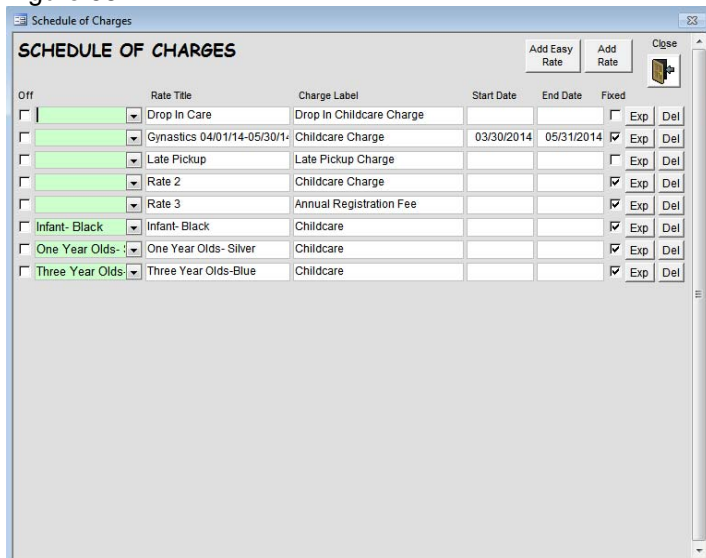 Schedule of Charges
SCHEDULE OF CHARGES
Add Easy Rate
Add Rate
Close
Off Rate Title Charge Label Start Date End Date Fixed
Drop In Care Drop In Childcare Charge Exp Del
Gynastics 04/01/14-05/30/14 Childcare Charge 03/30/2014 05/31/2014 Exp Del
Late Pickup Late Pickup Charge Exp Del
Rate 2 Childcare Charge Exp Del
Rate 3 Annual Registration Fee Exp Del
Infant- Black Infant- Black Childcare Exp Del
One Year Olds- One Year Olds- Silver Childcare Exp Del
Three Year Olds- Three Year Olds-Blue Childcare Exp Del